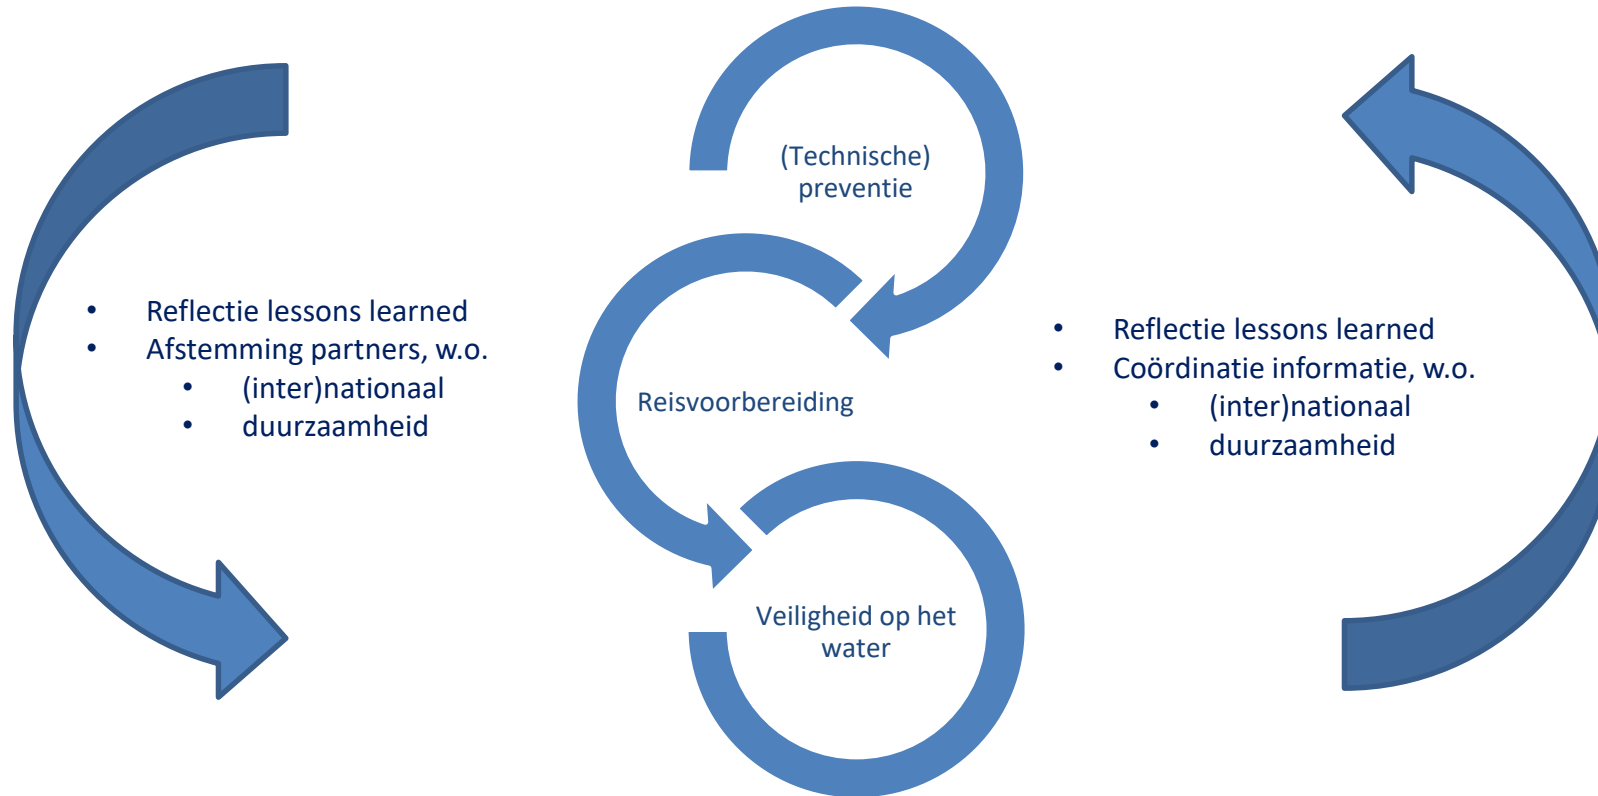 (Technische)
preventie
• Reflectie lessons learned
• Afstemming partners, w.o.
• (inter)nationaal
• duurzaamheid
Reisvoorbereiding
• Reflectie lessons learned
• Coördinatie informatie, w.o.
• (inter)nationaal
• duurzaamheid
Veiligheid op het
water